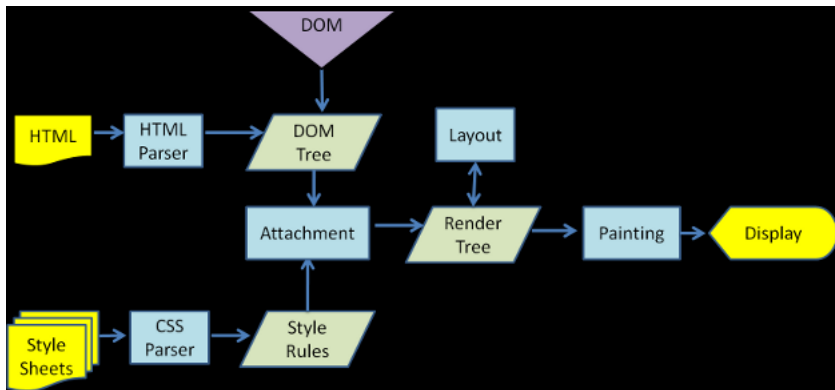 DOM
HTML
HTML
Parser
DOM
Tree
Layout
Attachment
Render
Tree
Painting
Display
Style
Sheets
CSS
Parser
Style
Rules